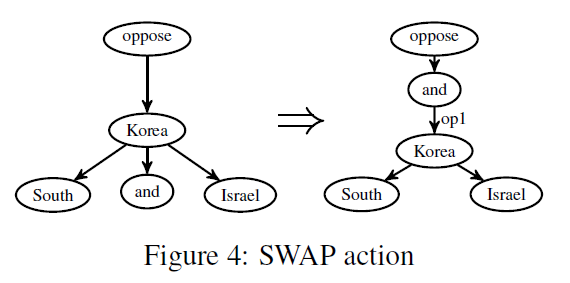 oppose
Korea
South
and
Israel
oppose
and
op1
Korea
South
Israel
Figure 4: SWAP action